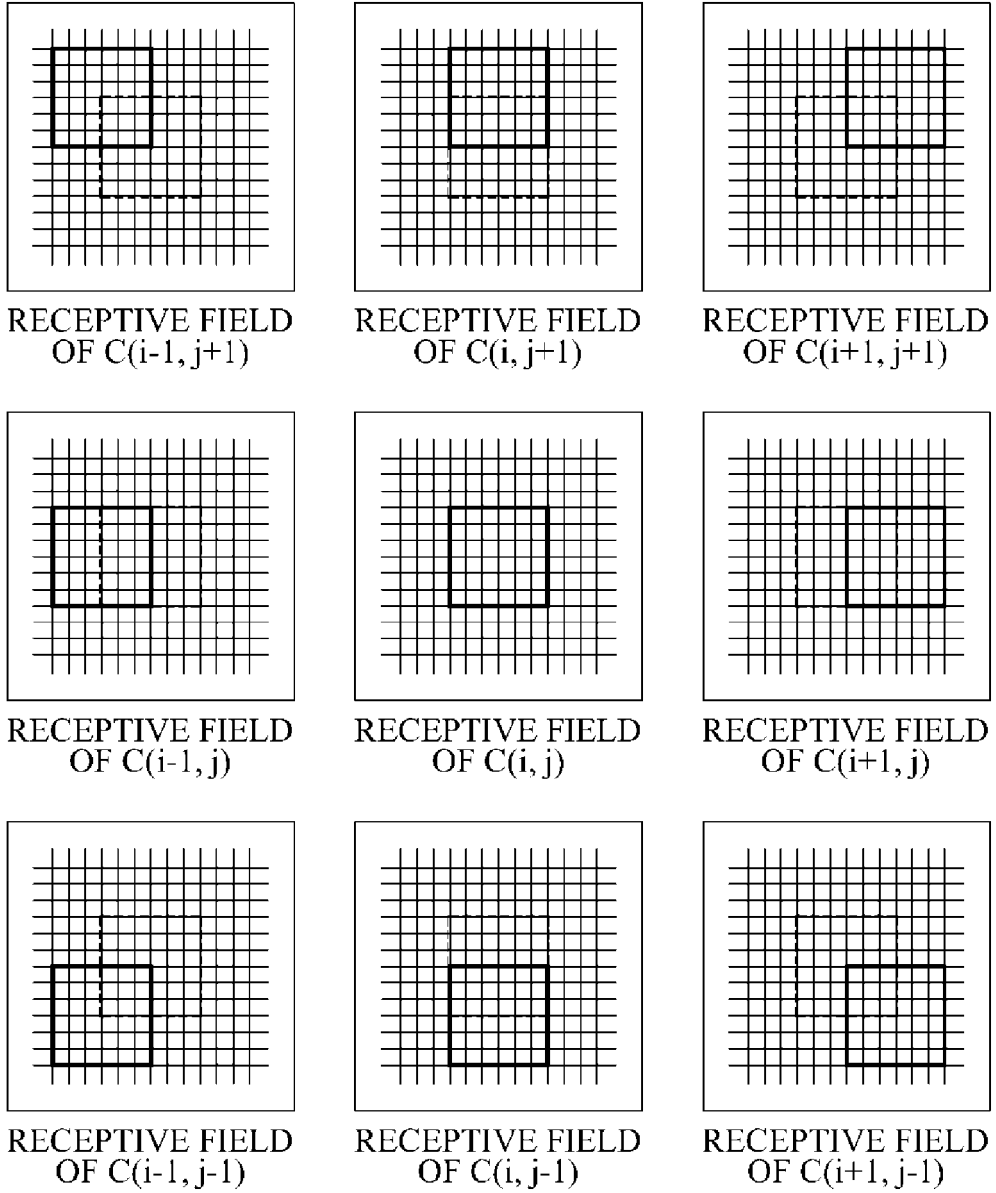 RECEPTIVE FIELD
OF C(i-1, j+1)
RECEPTIVE FIELD
OF C(i, j+1)
RECEPTIVE FIELD
OF C(i+1, j+1)
RECEPTIVE FIELD
OF C(i-1, j)
RECEPTIVE FIELD
OF C(i, j)
RECEPTIVE FIELD
OF C(i+1, j)
RECEPTIVE FIELD
OF C(i-1, j-1)
RECEPTIVE FIELD
OF C(i, j-1)
RECEPTIVE FIELD
OF C(i+1, j-1)